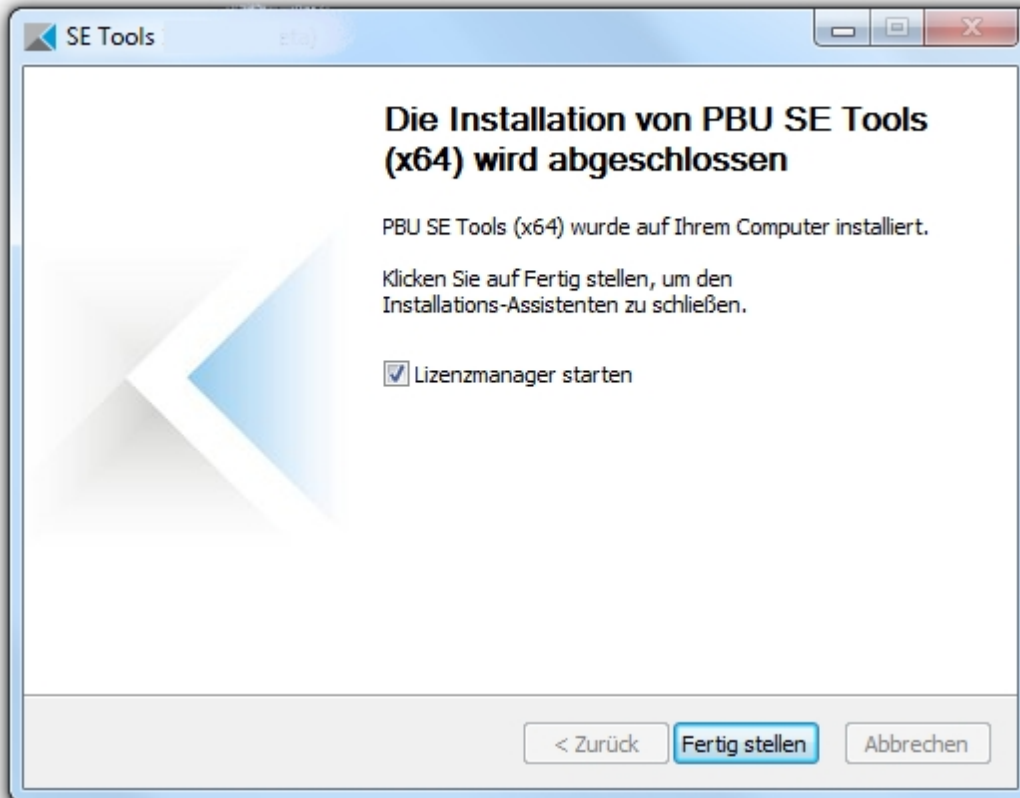 SE Tools
Die Installation von PBU SE Tools
(x64) wird abgeschlossen
PBU SE Tools (x64) wurde auf Ihrem Computer installiert.
Klicken Sie auf Fertig stellen, um den
Installations-Assistenten zu schließen.
Lizenzmanager starten
< Zurück
Fertig stellen
Abbrechen